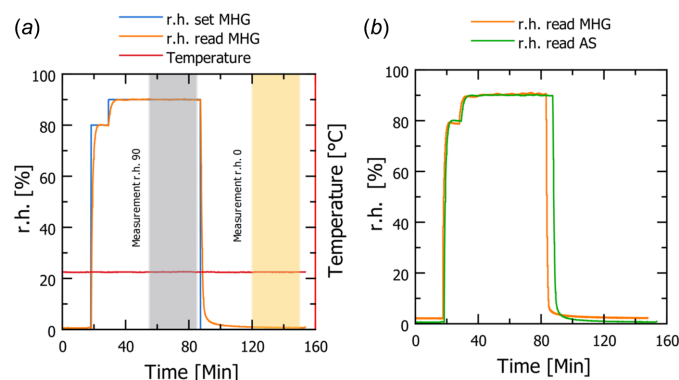 (a)
r.h. set MHG
r.h. read MHG
Temperature
100
80
60
40
20
0
r.h. [%]
Measurement r.h. 90
Measurement r.h. 0
Temperature [°C]
0 40 80 120 160
Time [Min]
(b)
r.h. read MHG
r.h. read AS
100
80
60
40
20
0
r.h. [%]
0 40 80 120 160
Time [Min]